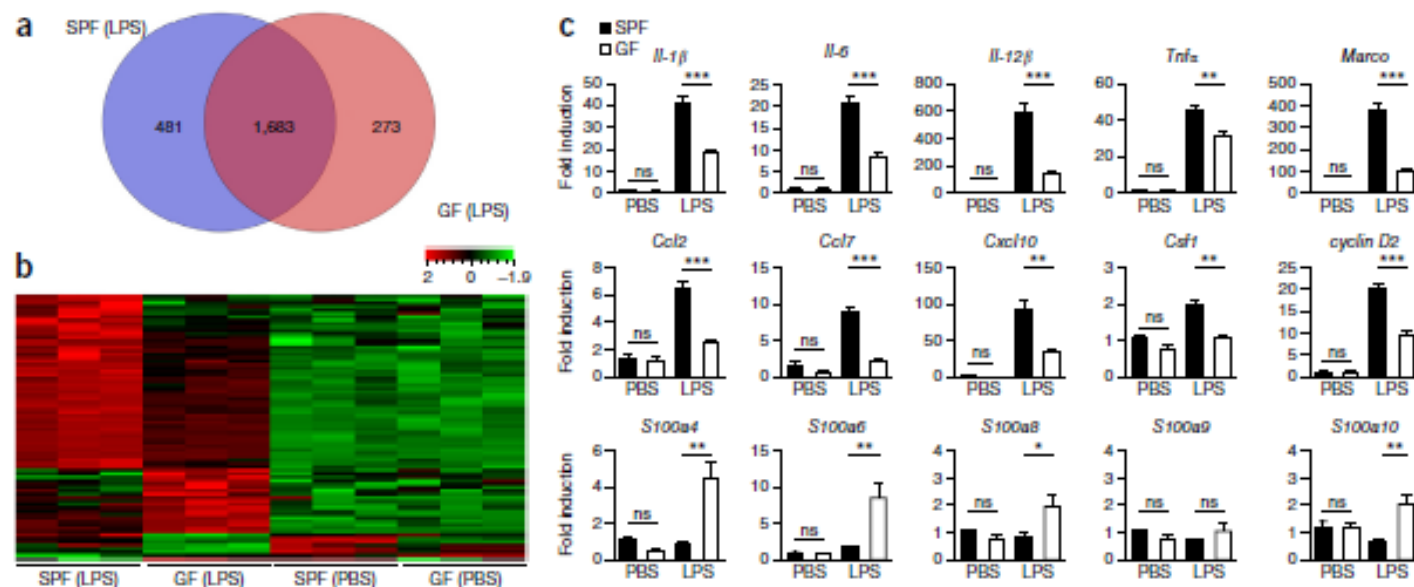 a
SPF (LPS)
481
1,683
273
GF (LPS)
b
2 0 –1.9
SPF (LPS) GF (LPS) SPF (PBS) GF (PBS)
c
SPF
GF
Il-1β Il-6 Il-12β Tnfα Marco
*** *** *** ** ***
Fold induction
50 40 30 20 10 0
ns
PBS LPS
25 20 15 10 5 0
ns
PBS LPS
800 600 400 200 0
ns
PBS LPS
60 40 20 0
ns
PBS LPS
500 400 300 200 100 0
ns
PBS LPS
Ccl2 Ccl7 Cxcl10 Csf1 cyclin D2
*** *** ** ** ***
Fold induction
8 6 4 2 0
ns
PBS LPS
15 10 5 0
ns
PBS LPS
150 100 50 0
ns
PBS LPS
3 2 1 0
ns
PBS LPS
25 20 15 10 5 0
ns
PBS LPS
S100a4 S100a6 S100a8 S100a9 S100a10
** ** * ns **
Fold induction
6 4 2 0
ns
PBS LPS
15 10 5 0
ns
PBS LPS
4 3 2 1 0
ns
PBS LPS
4 3 2 1 0
ns
PBS LPS
4 3 2 1 0
ns
PBS LPS